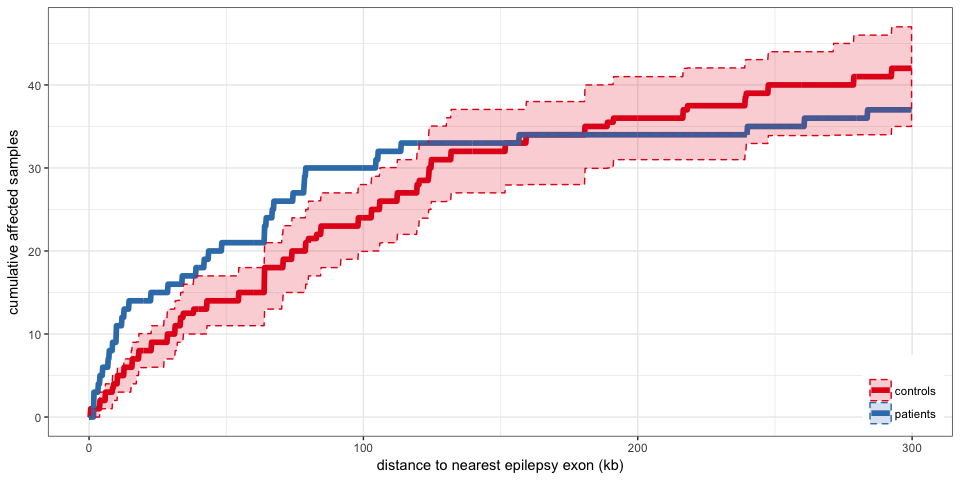 cumulative affected samples
40
30
20
10
0
0 100 200 300
distance to nearest epilepsy exon (kb)
controls
patients